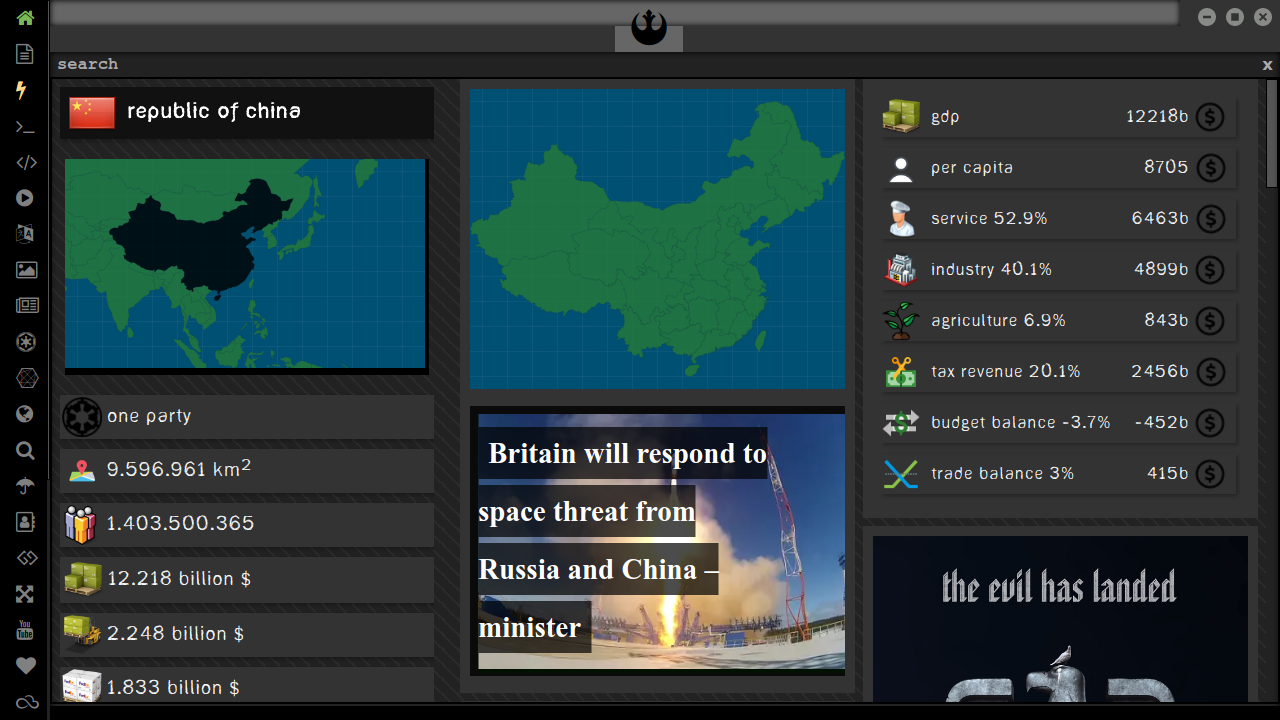 search
x
republic of china
one party
9.596.961 km²
1.403.500.365
12.218 billion $
2.248 billion $
1.833 billion $
Britain will respond to
space threat from
Russia and China –
minister
gdp 12218b $
per capita 8705 $
service 52.9% 6463b $
industry 40.1% 4899b $
agriculture 6.9% 843b $
tax revenue 20.1% 2456b $
budget balance -3.7% -452b $
trade balance 3% 415b $
the evil has landed
You
Tube